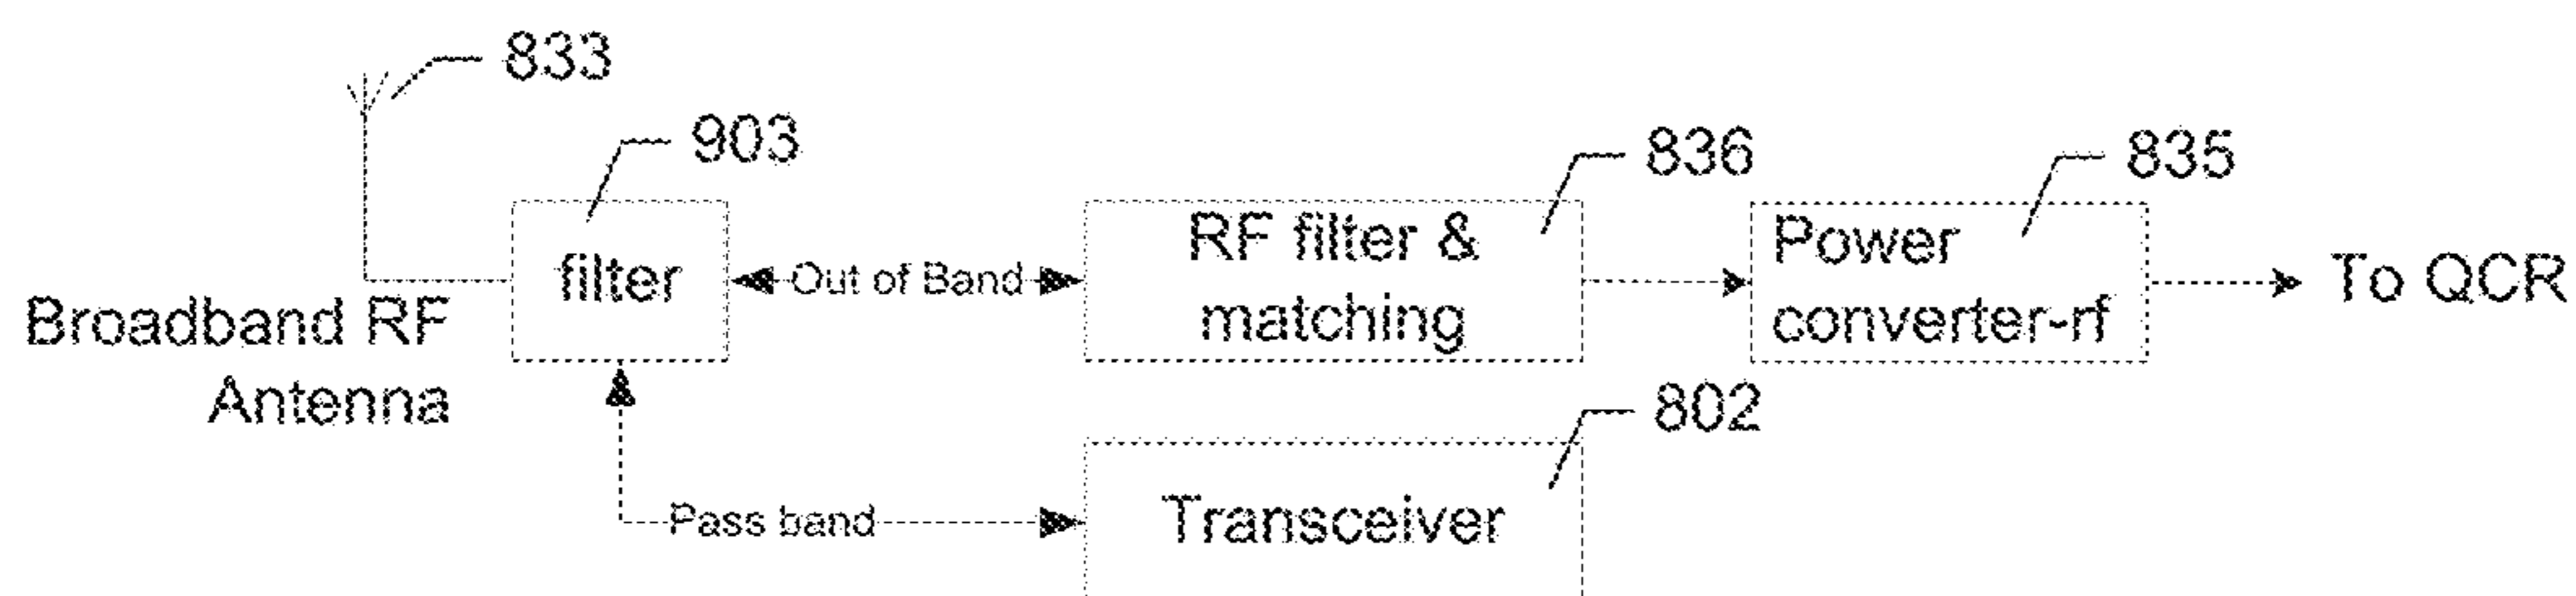 833
903
836
835
filter
Out of Band
RF filter &
matching
Power
converter-rf
To QCR
Broadband RF
Antenna
802
Pass band
Transceiver